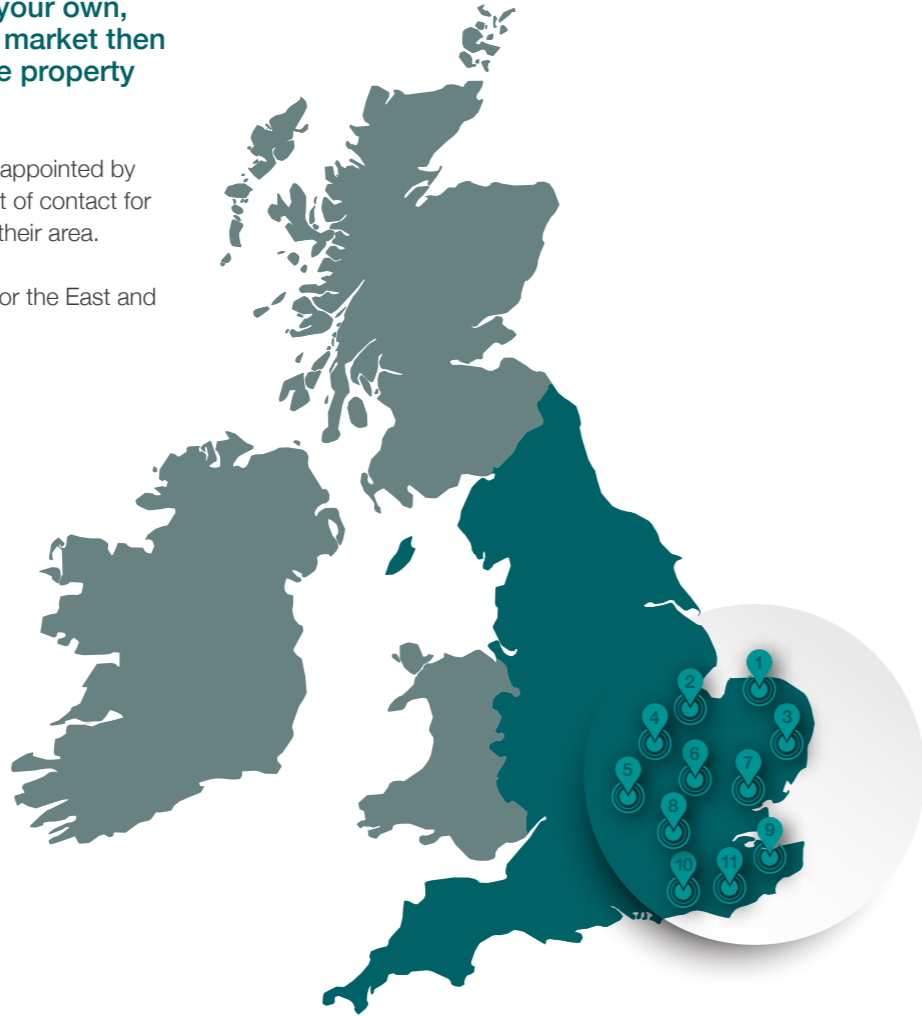 your own,
market then
e property
appointed by
t of contact for
their area.
or the East and
1
2
3
4
6
7
5
8
9
11
10